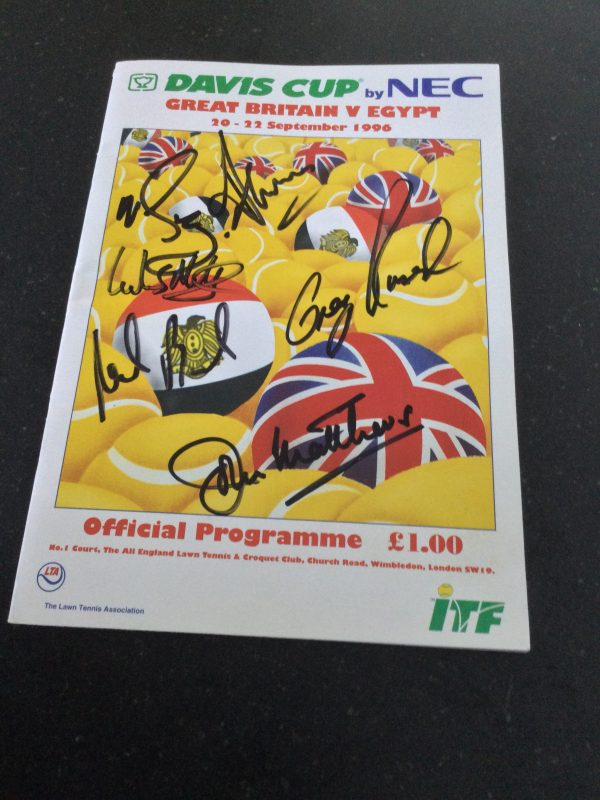 DAVIS CUP by NEC
GREAT BRITAIN V EGYPT
20 - 22 September 1996
Greg
John Matthews
Official Programme £1.00
No.1 Court, The All England Lawn Tennis & Croquet Club, Church Road, Wimbledon, London SW19.
LTA
The Lawn Tennis Association
ITF